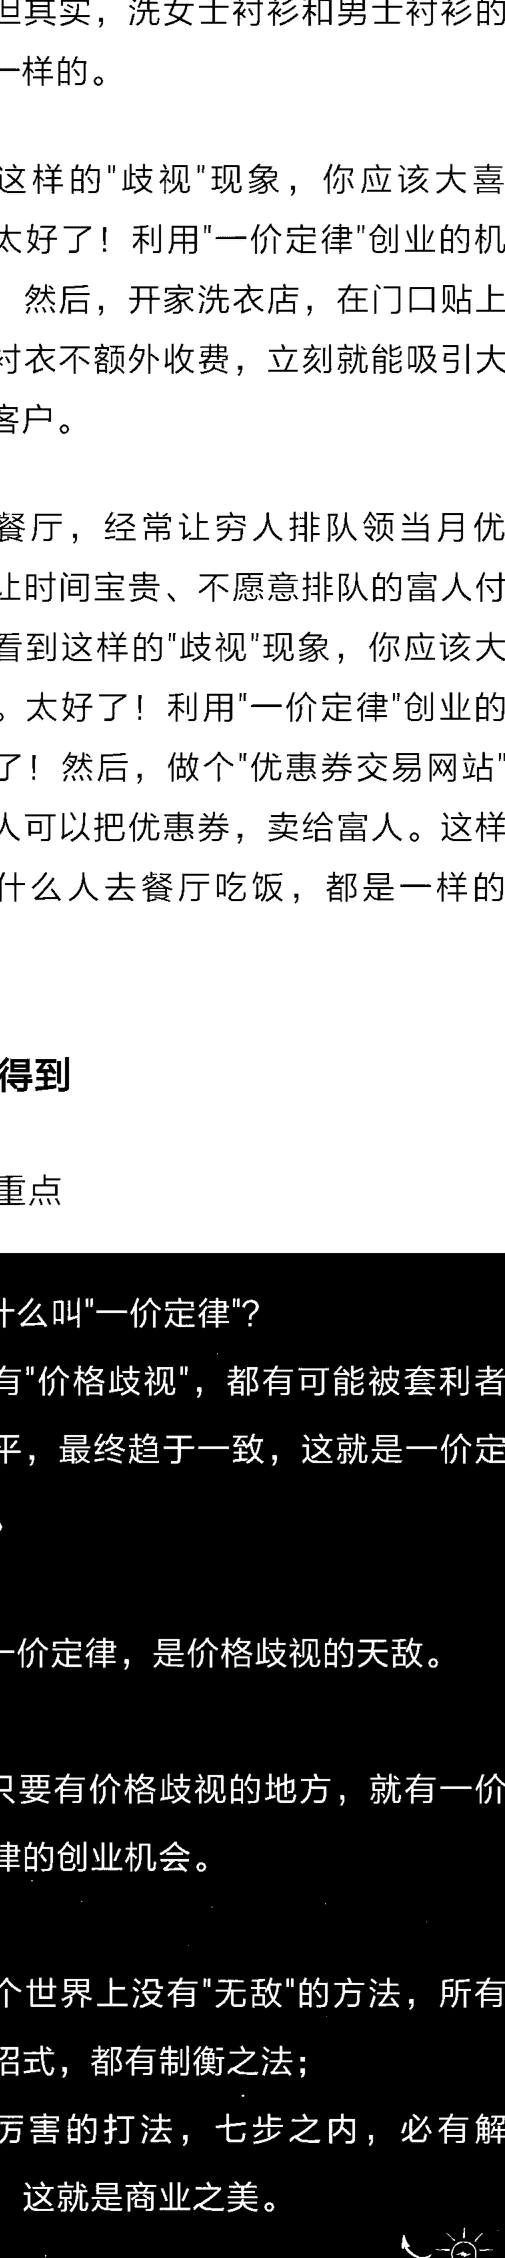 但其实，洗女士衬衫和男士衬衫的
一样的。
这样的"歧视"现象，你应该大喜
太好了！利用"一价定律"创业的机
然后，开家洗衣店，在门口贴上
衬衣不额外收费，立刻就能吸引大
客户。
餐厅，经常让穷人排队领当月优
让时间宝贵、不愿意排队的富人付
看到这样的"歧视"现象，你应该大
。太好了！利用"一价定律"创业的
了！然后，做个"优惠券交易网站"
人可以把优惠券，卖给富人。这样
什么人去餐厅吃饭，都是一样的
得到
重点
什么叫"一价定律"？
有"价格歧视"，都有可能被套利者
平，最终趋于一致，这就是一价定
。
一价定律，是价格歧视的天敌。
只要有价格歧视的地方，就有一价
律的创业机会。
个世界上没有"无敌"的方法，所有
招式，都有制衡之法；
厉害的打法，七步之内，必有解
这就是商业之美。